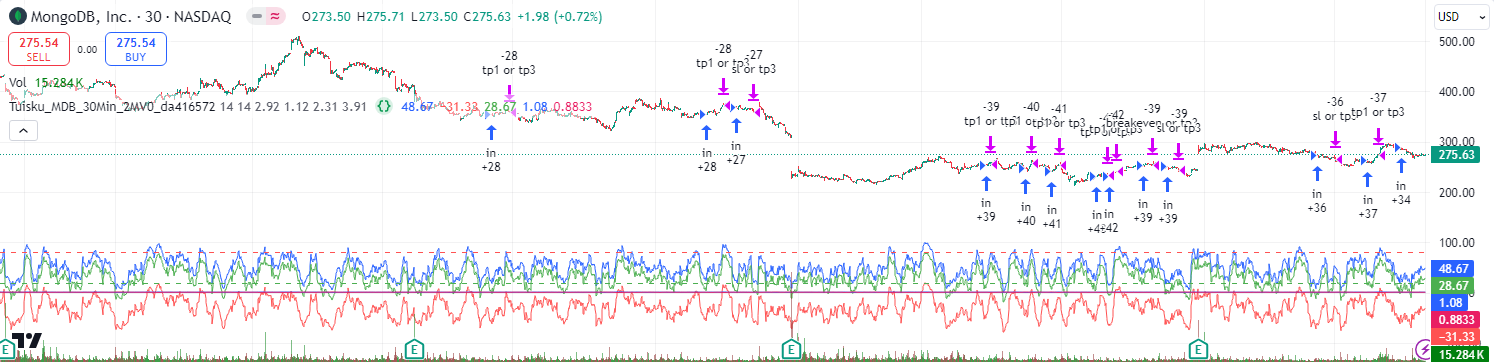 MongoDB, Inc. · 30 · NASDAQ O273.50 H275.71 L273.50 C275.63 +1.98 (+0.72%)
USD
275.54 SELL
0.00
275.54 BUY
Vol 15.284K
Tuisku_MDB_30Min_2MV0_da416572 14 14 2.92 1.12 2.31 3.91 48.67 −31.33 28.67 1.08 0.8833
500.00
400.00
300.00
275.63
200.00
100.00
48.67
28.67
1.08
0.8833
−31.33
15.284K
-28
tp1 or tp3
in
+28
-28
tp1 or tp3
in
+28
-27
sl or tp3
in
+27
-39
tp1 or
in
+39
-40
in
+40
-41
or tp3
in
+41
-42
breakeven or
in
in
+42
-39
in
+39
-39
sl or tp3
in
+39
-36
sl or tp3
in
+36
-37
tp1 or tp3
in
+37
in
+34
E
E
E
E